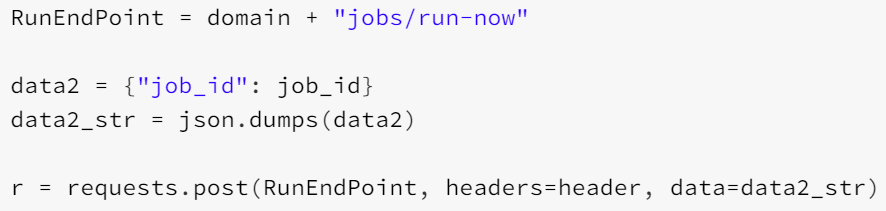 RunEndPoint = domain + "jobs/run-now"
data2 = {"job_id": job_id}
data2_str = json.dumps(data2)
r = requests.post(RunEndPoint, headers=header, data=data2_str)